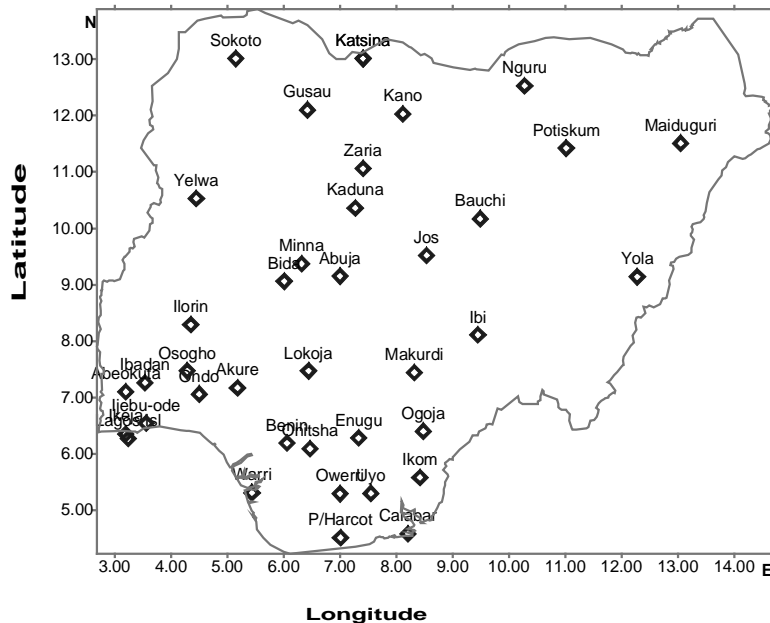 N
Sokoto
Katsina
13.00
Nguru
Gusau
Kano
12.00
Potiskum
Maiduguri
Zaria
11.00
Yelwa
Kaduna
Bauchi
10.00
Jos
Minna
Abuja
Bida
Yola
9.00
Ilorin
Ibi
8.00
Osogho
Lokoja
Makurdi
Ibadan
Akure
Abeokuta
Ondo
7.00
Ijebu-ode
Ikeja
Ogoja
Benin
Enugu
Onitsha
6.00
Ikom
Warri
Owerri
Uyo
5.00
P/Harcot
Calabar
Latitude
3.00 4.00 5.00 6.00 7.00 8.00 9.00 10.00 11.00 12.00 13.00 14.00 E
Longitude